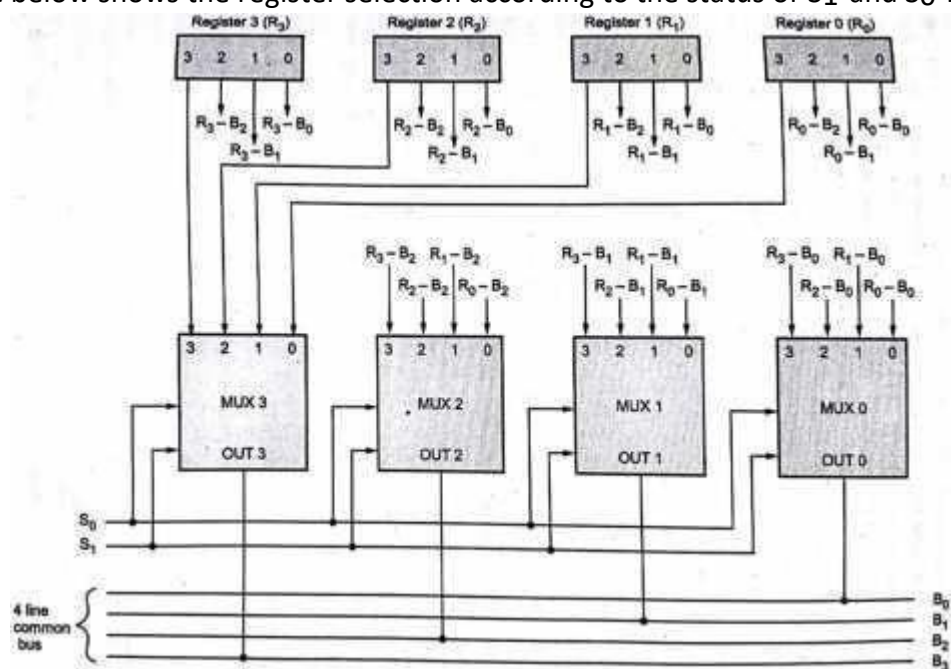 below shows the register selection according to the status of S1 and S0
Register 3 (R3) Register 2 (R2) Register 1 (R1) Register 0 (R0)
3 2 1 0 3 2 1 0 3 2 1 0 3 2 1 0
R3 – B2 R3 – B0 R2 – B2 R2 – B0 R1 – B2 R1 – B0 R0 – B2 R0 – B0
R3 – B1 R2 – B1 R1 – B1 R0 – B1
R3 – B2 R1 – B2 R3 – B1 R1 – B1 R3 – B0 R1 – B0
R2 – B2 R0 – B2 R2 – B1 R0 – B1 R2 – B0 R0 – B0
3 2 1 0 3 2 1 0 3 2 1 0 3 2 1 0
MUX 3 MUX 2 MUX 1 MUX 0
OUT 3 OUT 2 OUT 1 OUT 0
S0
S1
4 line
common
bus
B0
B1
B2
B3